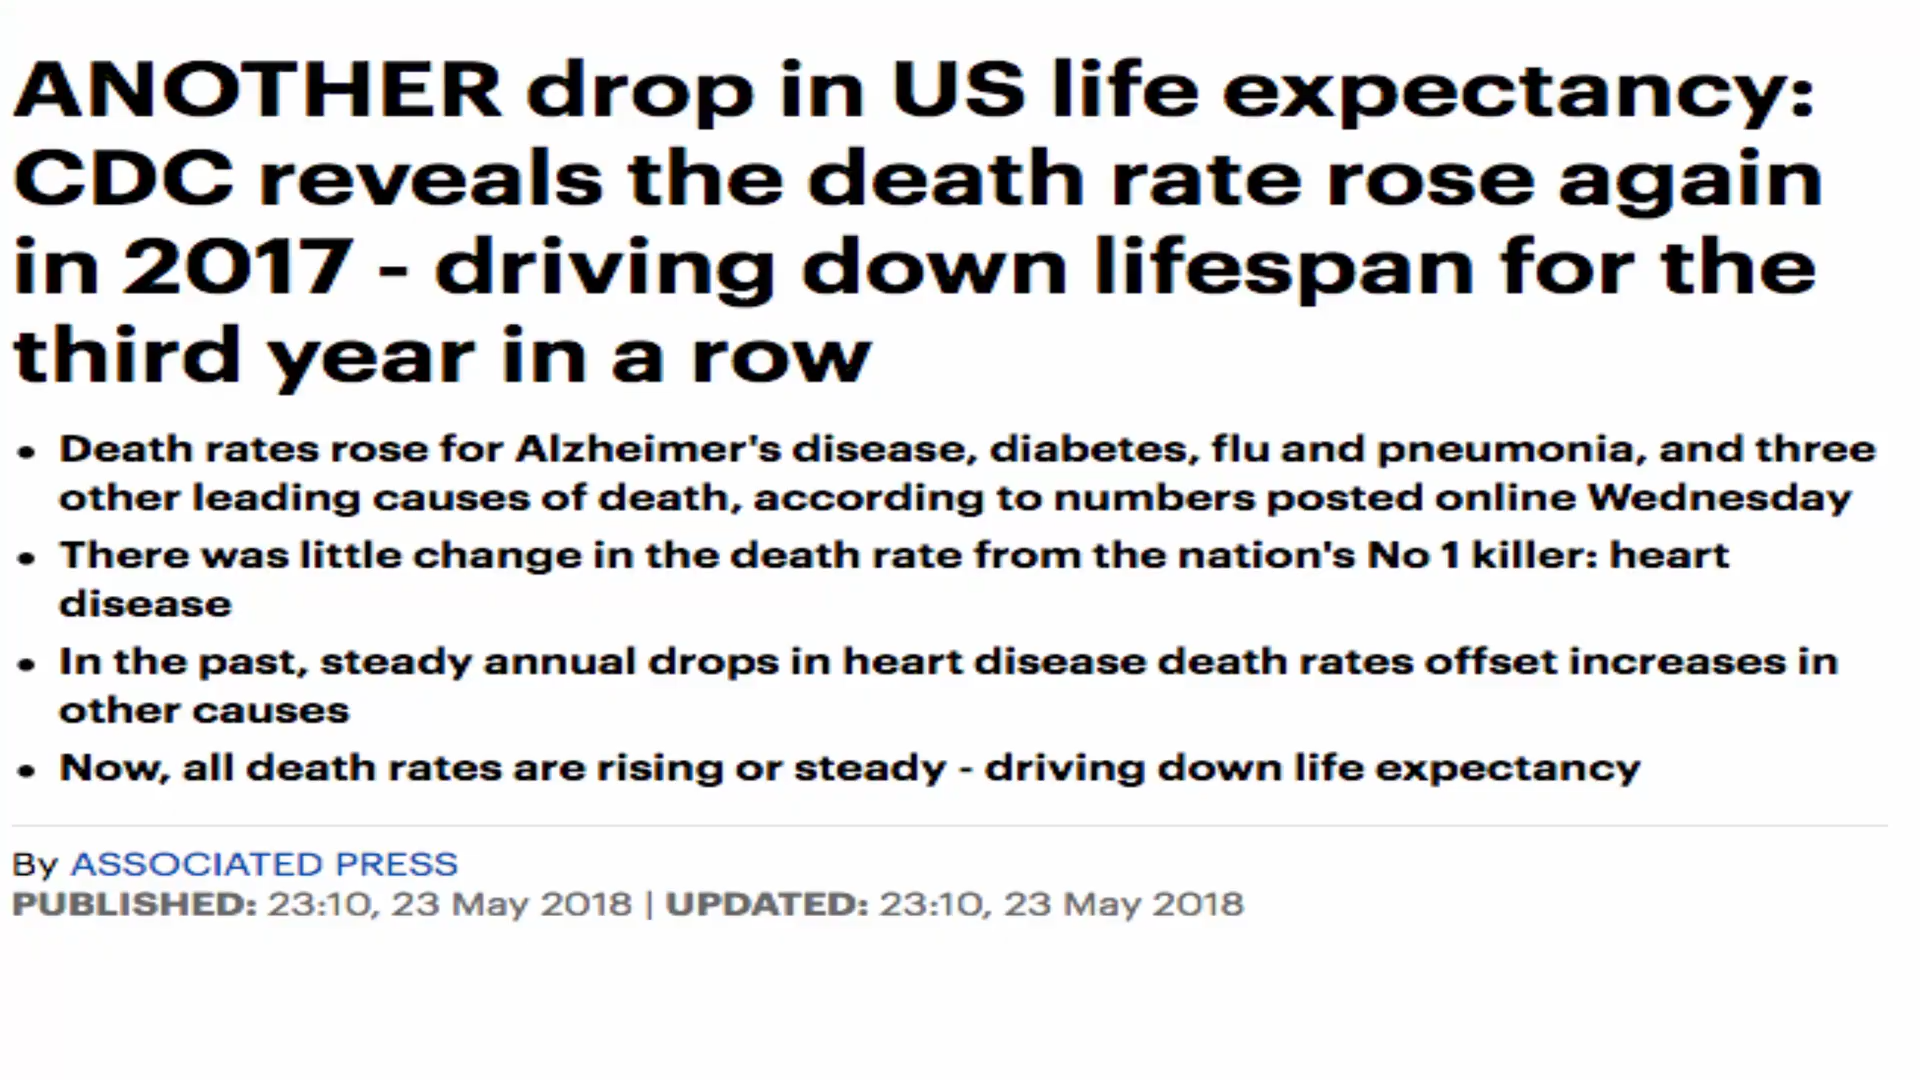 ANOTHER drop in US life expectancy:
CDC reveals the death rate rose again
in 2017 - driving down lifespan for the
third year in a row
• Death rates rose for Alzheimer's disease, diabetes, flu and pneumonia, and three
other leading causes of death, according to numbers posted online Wednesday
• There was little change in the death rate from the nation's No 1 killer: heart
disease
• In the past, steady annual drops in heart disease death rates offset increases in
other causes
• Now, all death rates are rising or steady - driving down life expectancy
By ASSOCIATED PRESS
PUBLISHED: 23:10, 23 May 2018 | UPDATED: 23:10, 23 May 2018